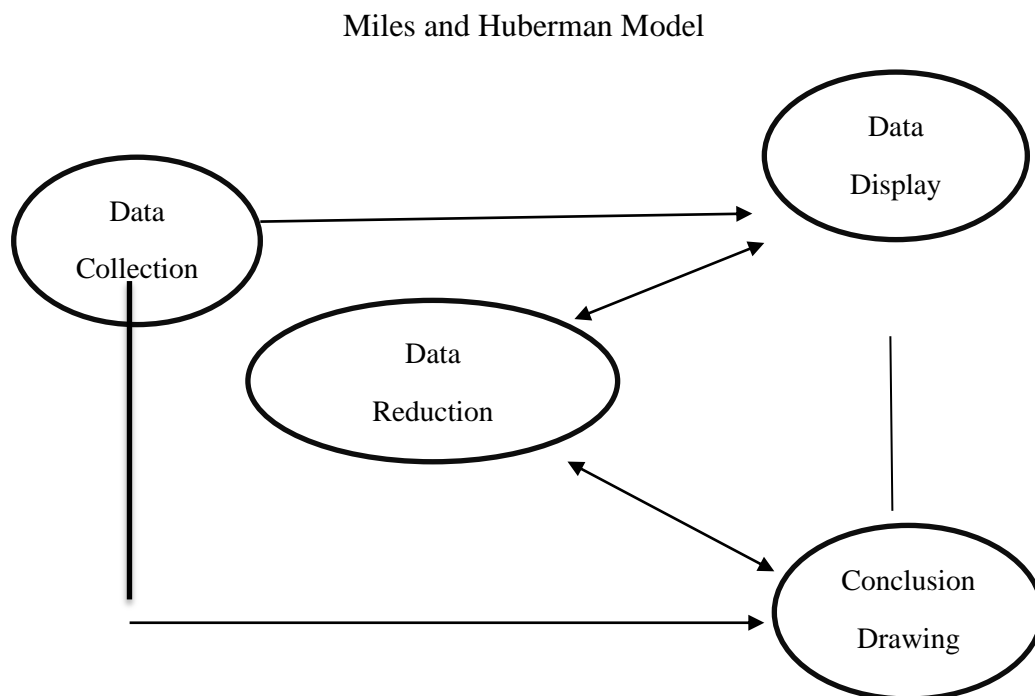 Miles and Huberman Model
Data
Display
Data
Collection
Data
Reduction
Conclusion
Drawing